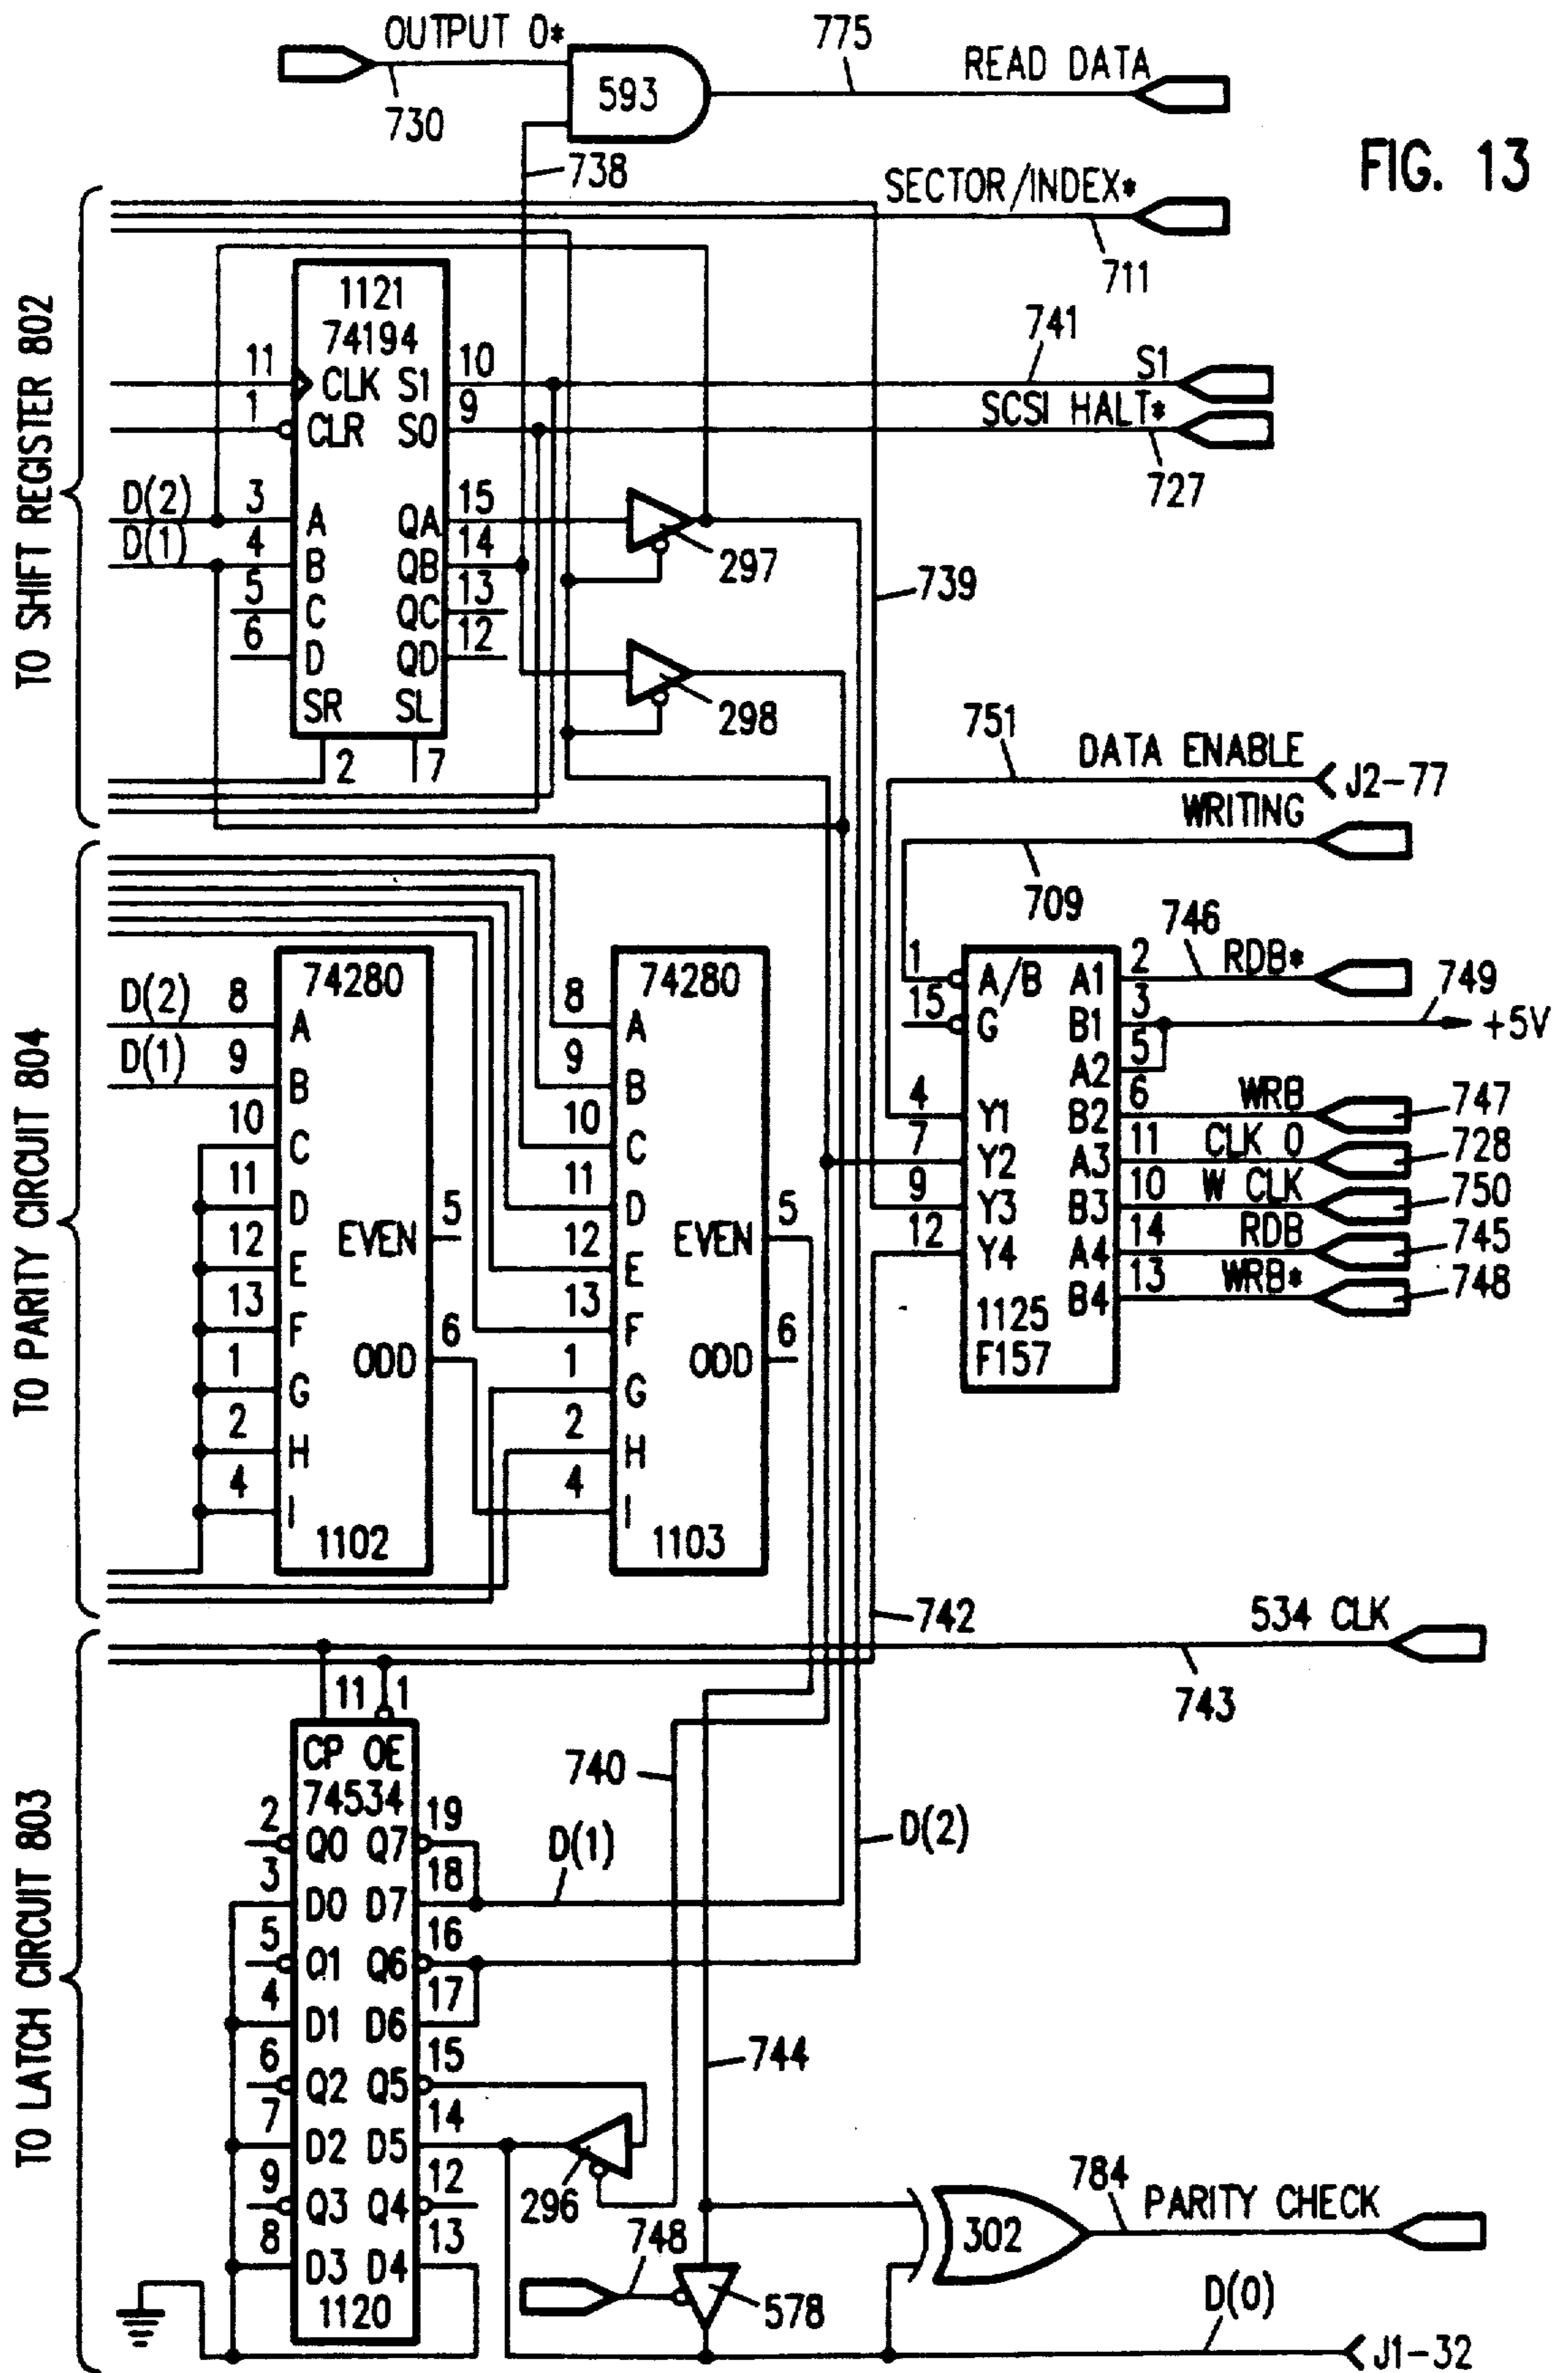 FIG. 13
OUTPUT 0*
730
593
775
READ DATA
738
SECTOR/INDEX*
711
TO SHIFT REGISTER 802
1121
74194
11
CLK
S1
10
1
CLR
S0
9
741
S1
SCSI HALT*
727
D(2)
3
A
QA
15
D(1)
4
B
QB
14
5
C
QC
13
6
D
QD
12
SR
SL
2
7
297
298
739
751
DATA ENABLE
J2-77
WRITING
709
TO PARITY CIRCUIT 804
74280
D(2)
8
A
D(1)
9
B
10
C
11
D
12
E
13
F
1
G
2
H
4
I
EVEN
5
ODD
6
1102
74280
8
A
9
B
10
C
11
D
12
E
13
F
1
G
2
H
4
I
EVEN
5
ODD
6
1103
1
A/B
15
G
4
Y1
7
Y2
9
Y3
12
Y4
A1
2
746
RDB*
B1
3
749
+5V
A2
5
B2
6
WRB
747
A3
11
CLK 0
728
B3
10
W CLK
750
A4
14
RDB
745
B4
13
WRB*
748
1125
F157
742
534 CLK
743
TO LATCH CIRCUIT 803
11
1
CP
OE
74534
2
Q0
Q7
19
3
D0
D7
18
5
Q1
Q6
16
4
D1
D6
17
6
Q2
Q5
15
7
D2
D5
14
9
Q3
Q4
12
8
D3
D4
13
1120
740
D(1)
D(2)
744
296
748
578
302
784
PARITY CHECK
D(0)
J1-32